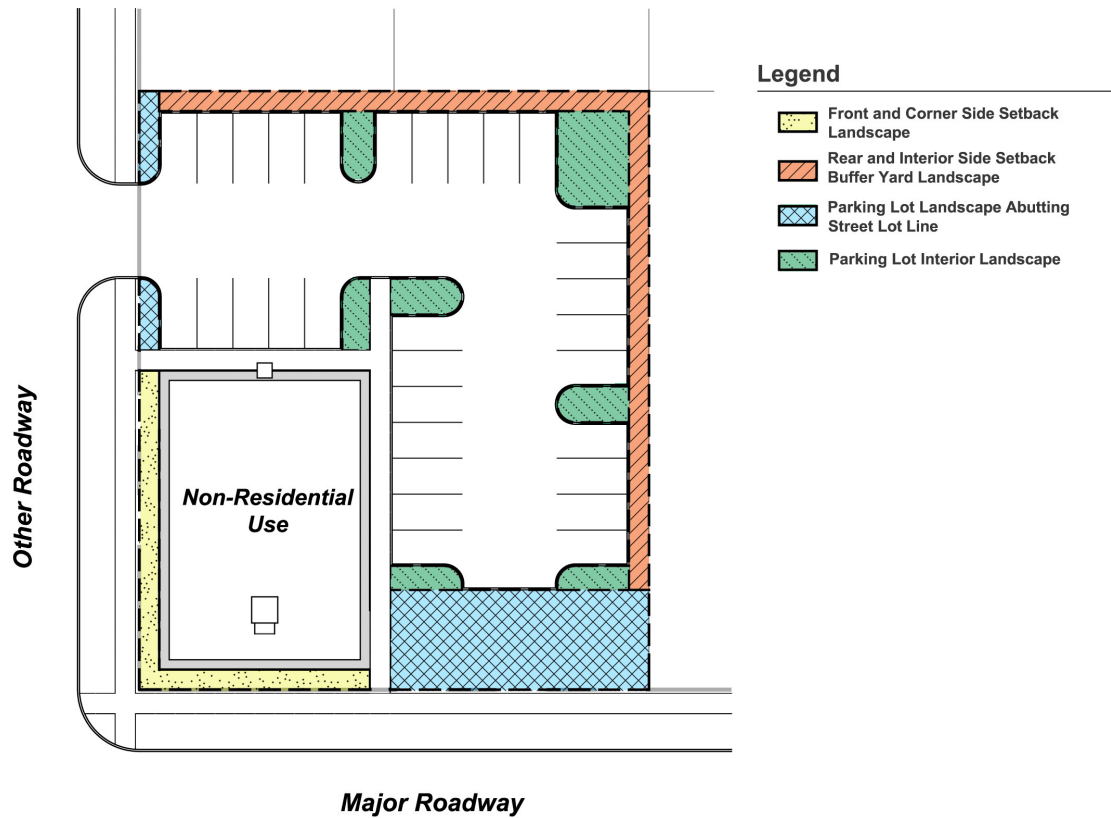 Legend
Front and Corner Side Setback
Landscape
Rear and Interior Side Setback
Buffer Yard Landscape
Parking Lot Landscape Abutting
Street Lot Line
Parking Lot Interior Landscape
Other Roadway
Non-Residential
Use
Major Roadway